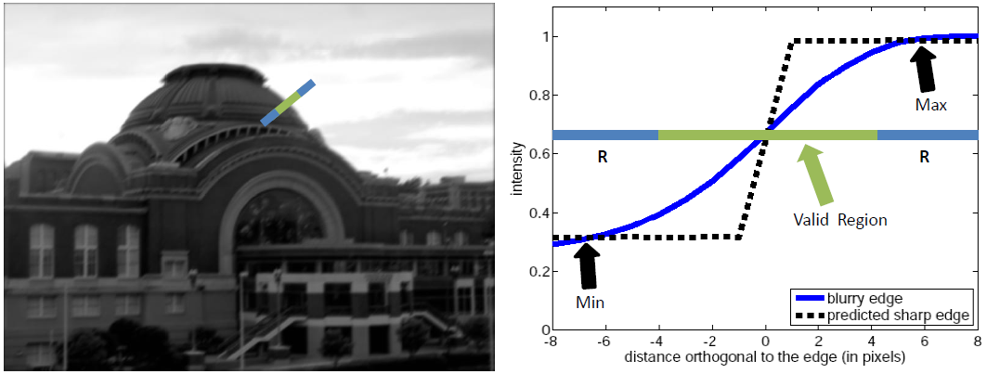 1
0.8
0.6
0.4
0.2
0
intensity
R
R
Max
Valid Region
Min
blurry edge
predicted sharp edge
-8 -6 -4 -2 0 2 4 6 8
distance orthogonal to the edge (in pixels)